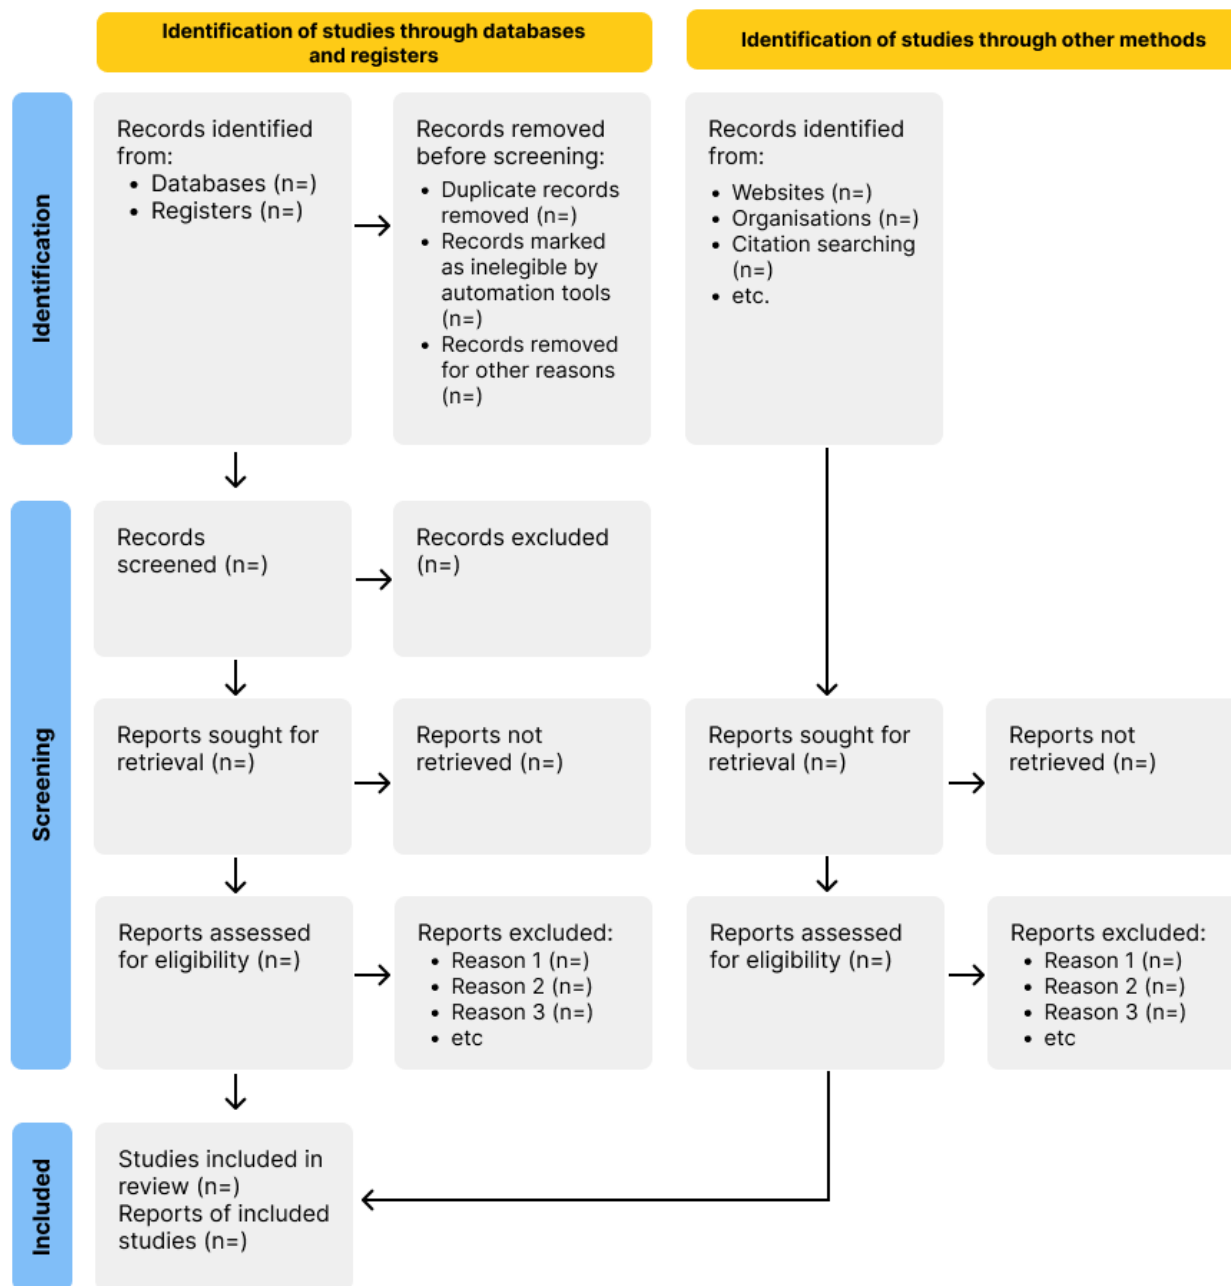 Identification of studies through databases
and registers
Identification of studies through other methods
Identification
Records identified
from:
• Databases (n=)
• Registers (n=)
Records removed
before screening:
• Duplicate records
removed (n=)
• Records marked
as inelegible by
automation tools
(n=)
• Records removed
for other reasons
(n=)
Records identified
from:
• Websites (n=)
• Organisations (n=)
• Citation searching
(n=)
• etc.
Screening
Records
screened (n=)
Records excluded
(n=)
Reports sought for
retrieval (n=)
Reports not
retrieved (n=)
Reports sought for
retrieval (n=)
Reports not
retrieved (n=)
Reports assessed
for eligibility (n=)
Reports excluded:
• Reason 1 (n=)
• Reason 2 (n=)
• Reason 3 (n=)
• etc
Reports assessed
for eligibility (n=)
Reports excluded:
• Reason 1 (n=)
• Reason 2 (n=)
• Reason 3 (n=)
• etc
Included
Studies included in
review (n=)
Reports of included
studies (n=)